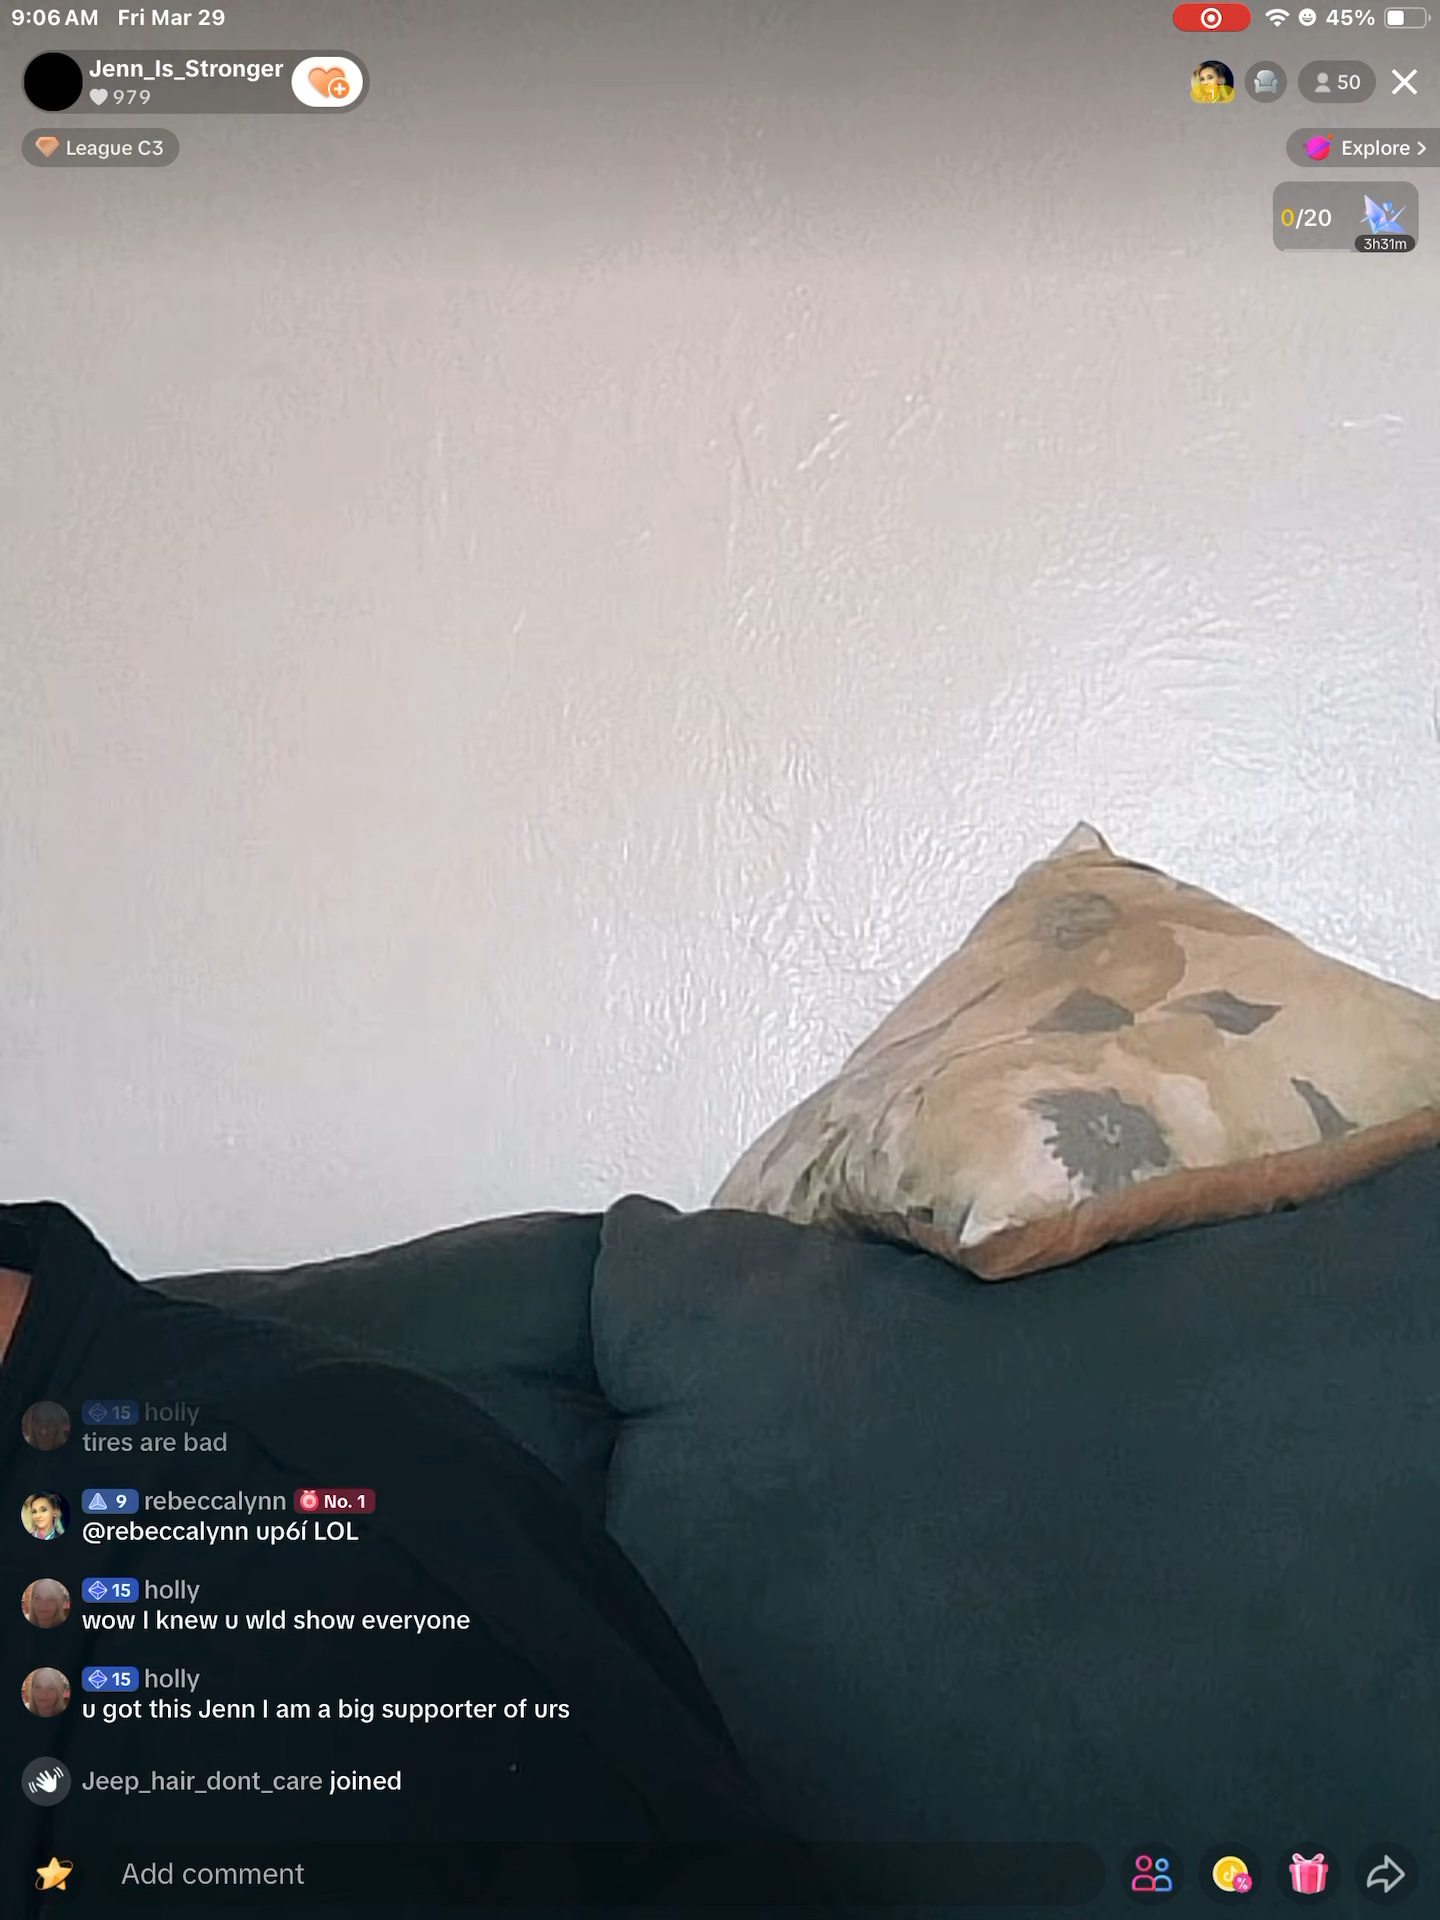 9:06 AM Fri Mar 29
45%
Jenn_Is_Stronger
979
1
50
League C3
Explore >
0/20
3h31m
15 holly
tires are bad
9 rebeccalynn No. 1
@rebeccalynn up6í LOL
15 holly
wow I knew u wld show everyone
15 holly
u got this Jenn I am a big supporter of urs
Jeep_hair_dont_care joined
Add comment